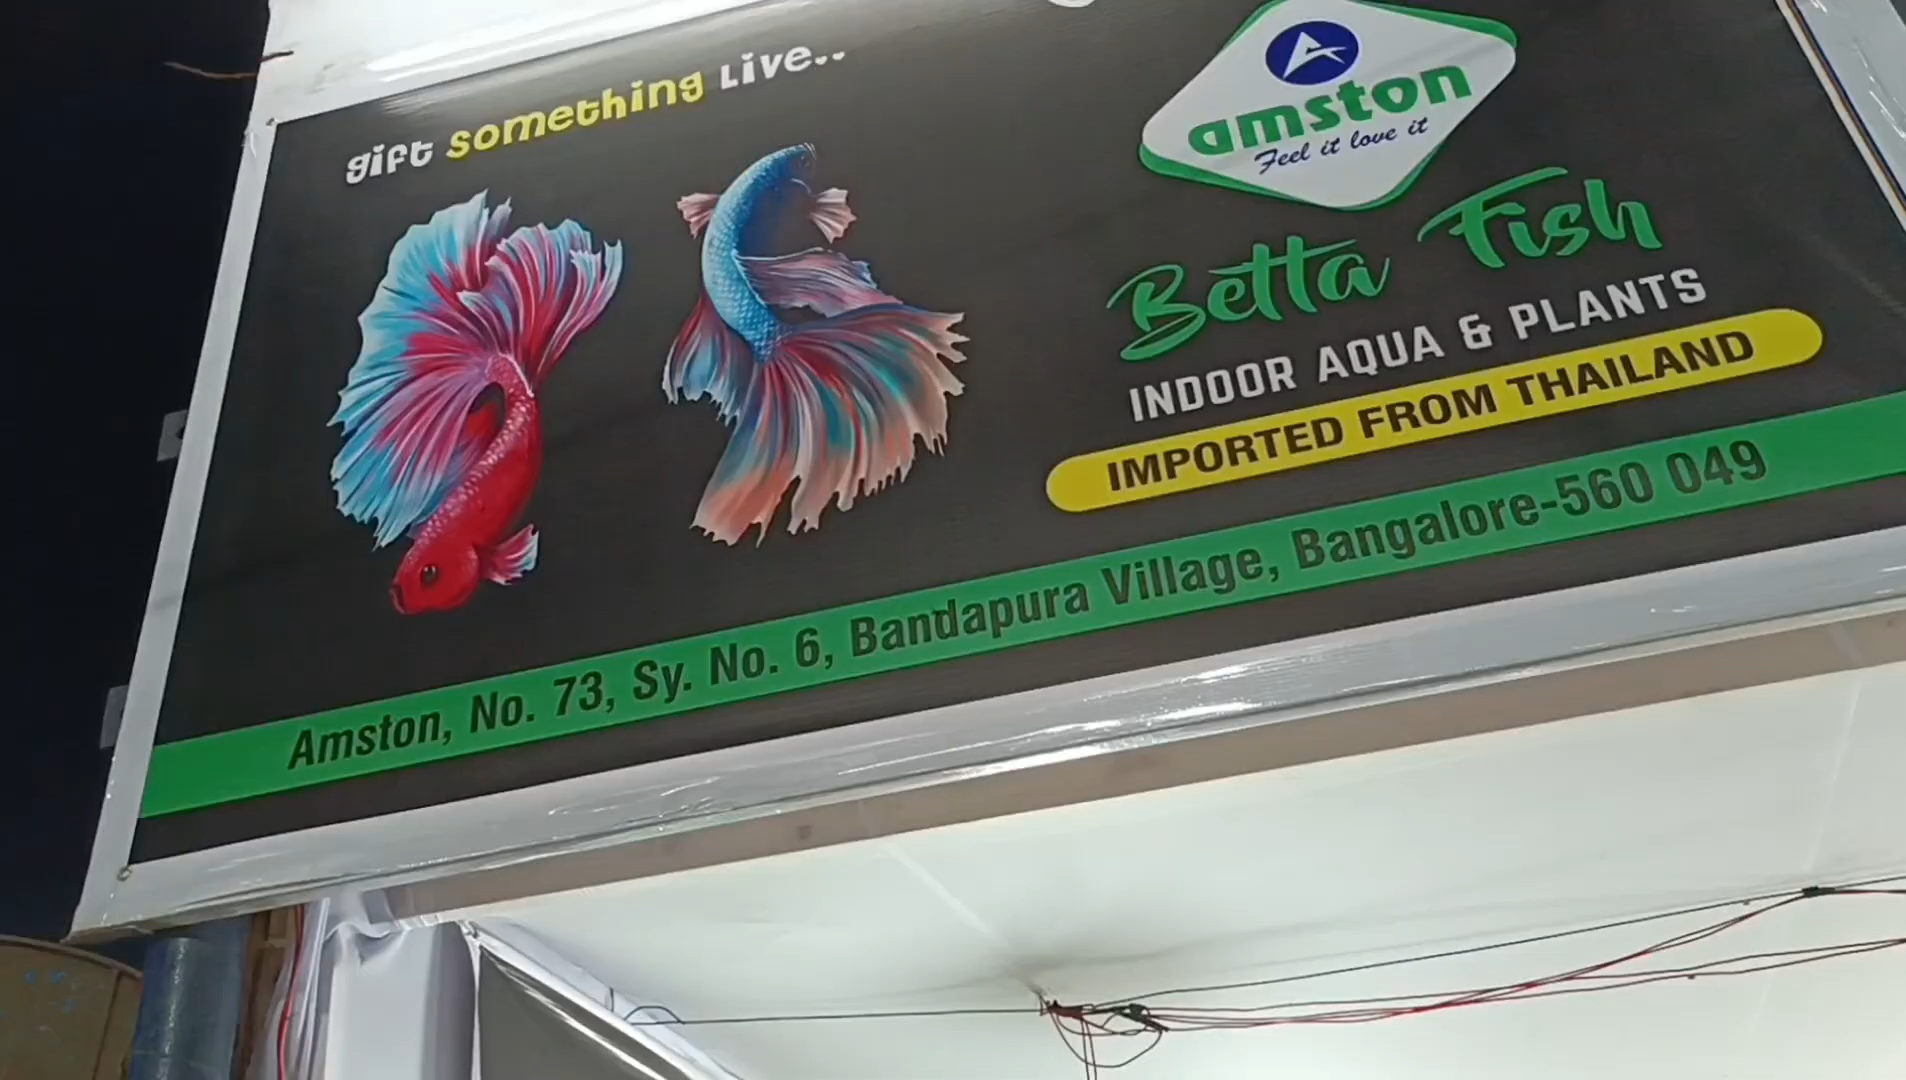 gift something Live..
amston
Feel it love it
Betta Fish
INDOOR AQUA & PLANTS
IMPORTED FROM THAILAND
Amston, No. 73, Sy. No. 6, Bandapura Village, Bangalore-560 049